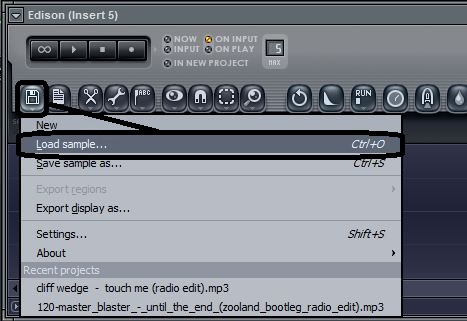 Edison (Insert 5)
NOW
ON INPUT
INPUT
ON PLAY
IN NEW PROJECT
5
MAX
ABC
RUN
New
Load sample... Ctrl+O
Save sample as... Ctrl+S
Export regions
Export display as...
Settings... Shift+S
About
Recent projects
cliff wedge - touch me (radio edit).mp3
120-master_blaster_-_until_the_end_(zooland_bootleg_radio_edit).mp3